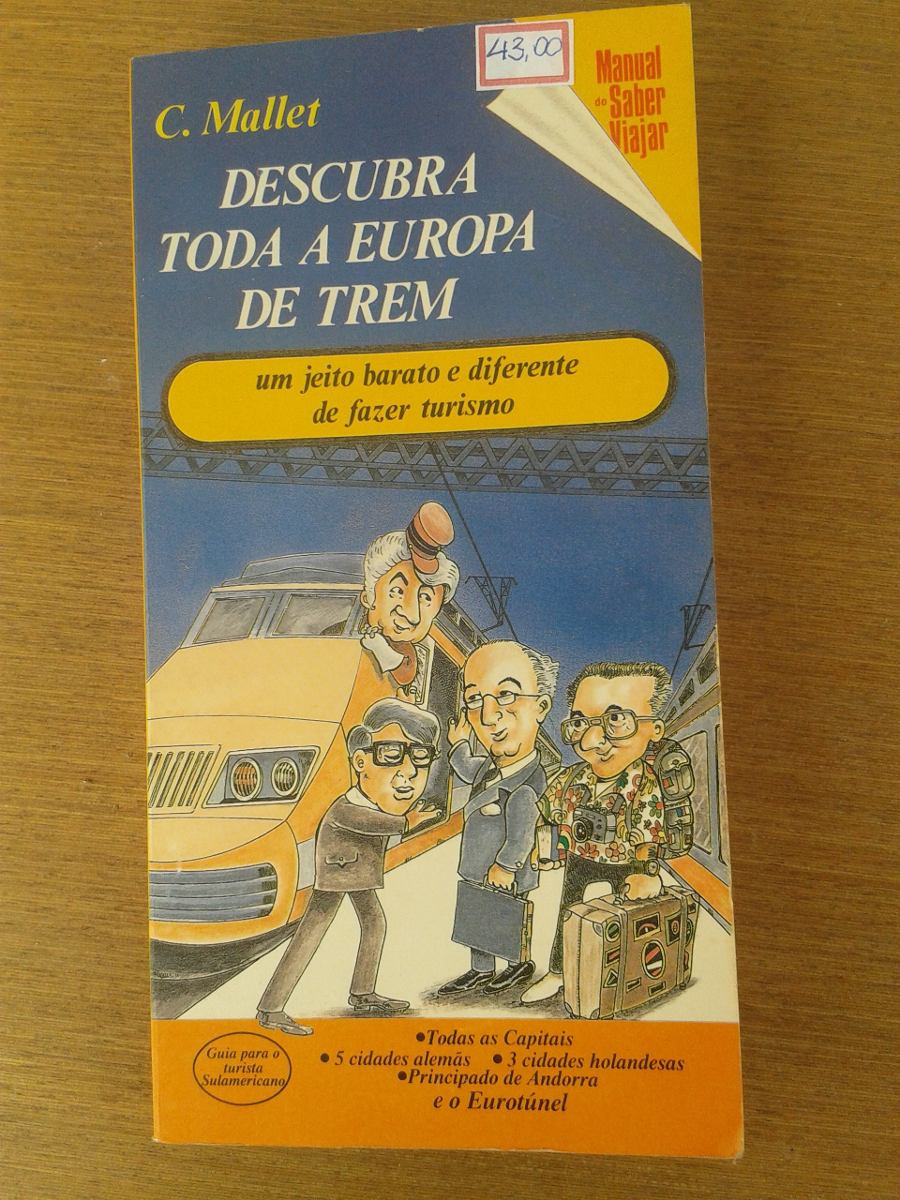 43,00
Manual
do Saber
Viajar
C. Mallet
DESCUBRA
TODA A EUROPA
DE TREM
um jeito barato e diferente
de fazer turismo
Guia para o
turista
Sulamericano
•Todas as Capitais
• 5 cidades alemãs • 3 cidades holandesas
•Principado de Andorra
e o Eurotúnel